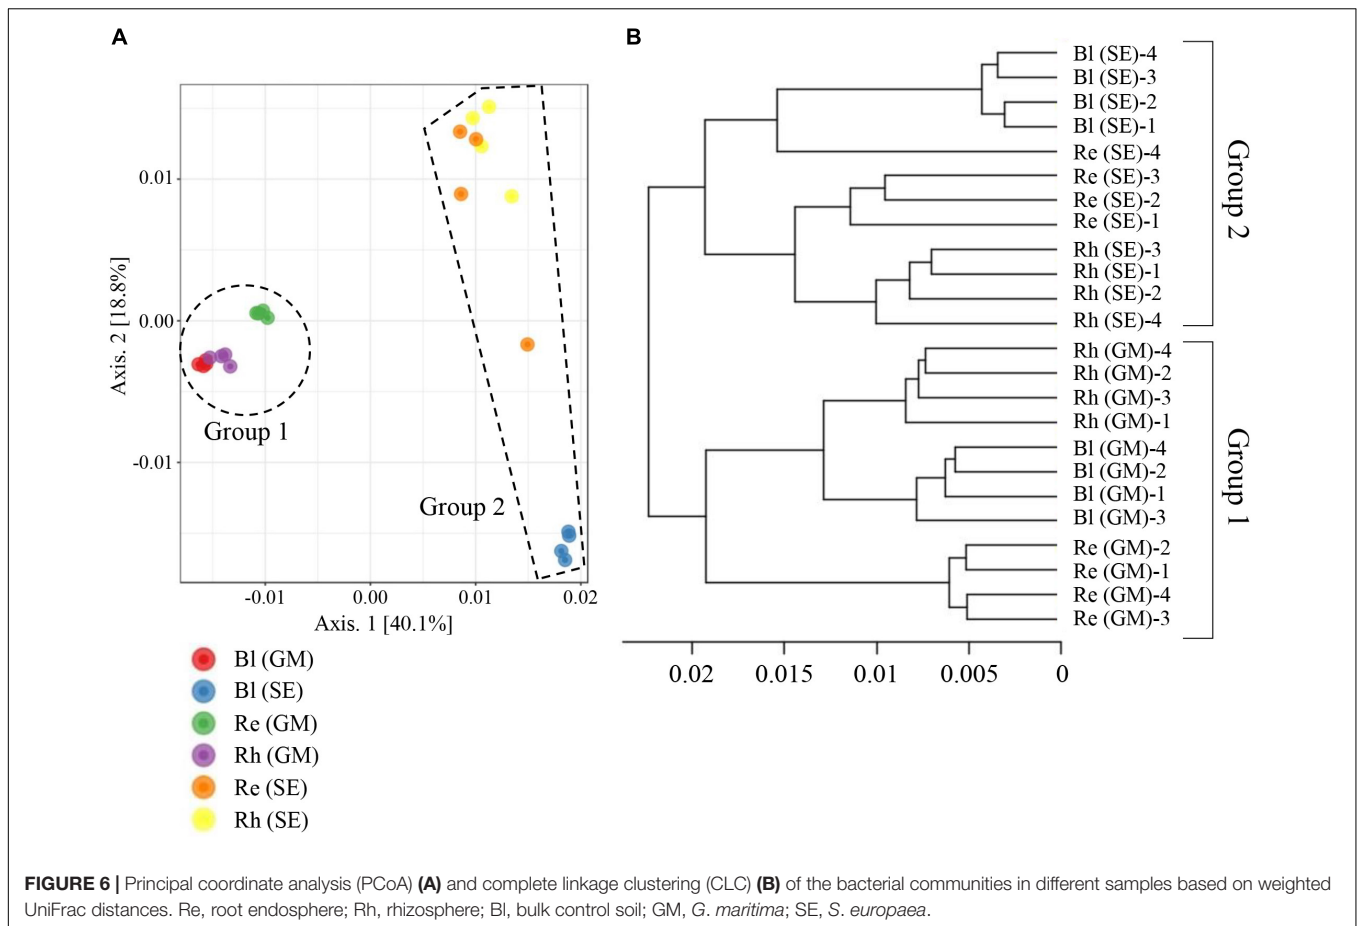 A
B
0.01
0.00
-0.01
Axis. 2 [18.8%]
Group 1
Group 2
-0.01
0.00
0.01
0.02
Axis. 1 [40.1%]
Bl (GM)
Bl (SE)
Re (GM)
Rh (GM)
Re (SE)
Rh (SE)
Bl (SE)-4
Bl (SE)-3
Bl (SE)-2
Bl (SE)-1
Re (SE)-4
Re (SE)-3
Re (SE)-2
Re (SE)-1
Rh (SE)-3
Rh (SE)-1
Rh (SE)-2
Rh (SE)-4
Rh (GM)-4
Rh (GM)-2
Rh (GM)-3
Rh (GM)-1
Bl (GM)-4
Bl (GM)-2
Bl (GM)-1
Bl (GM)-3
Re (GM)-2
Re (GM)-1
Re (GM)-4
Re (GM)-3
Group 2
Group 1
0.02
0.015
0.01
0.005
0
FIGURE 6 | Principal coordinate analysis (PCoA) (A) and complete linkage clustering (CLC) (B) of the bacterial communities in different samples based on weighted
UniFrac distances. Re, root endosphere; Rh, rhizosphere; Bl, bulk control soil; GM, G. maritima; SE, S. europaea.